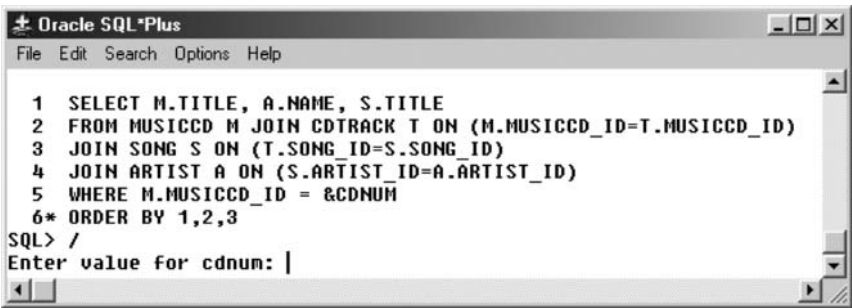 Oracle SQL*Plus
File Edit Search Options Help
1 SELECT M.TITLE, A.NAME, S.TITLE
2 FROM MUSICCD M JOIN CDTRACK T ON (M.MUSICCD_ID=T.MUSICCD_ID)
3 JOIN SONG S ON (T.SONG_ID=S.SONG_ID)
4 JOIN ARTIST A ON (S.ARTIST_ID=A.ARTIST_ID)
5 WHERE M.MUSICCD_ID = &CDNUM
6* ORDER BY 1,2,3
SQL> /
Enter value for cdnum: